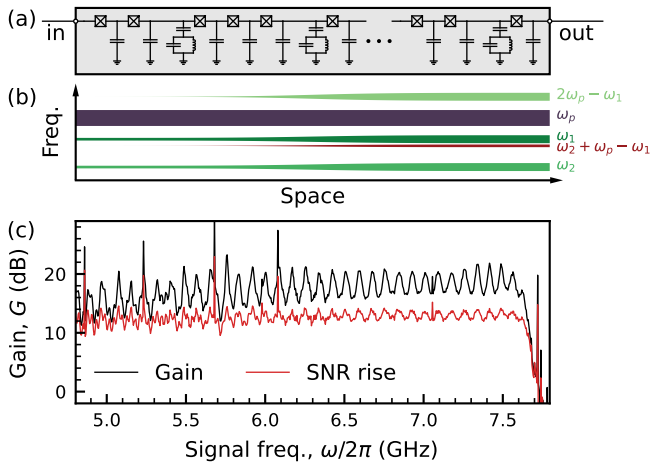 (a)
in
out
(b)
Freq.
2ωₚ − ω₁
ωₚ
ω₁
ω₂ + ωₚ − ω₁
ω₂
Space
(c)
Gain, G (dB)
20
10
0
Gain
SNR rise
5.0 5.5 6.0 6.5 7.0 7.5
Signal freq., ω/2π (GHz)